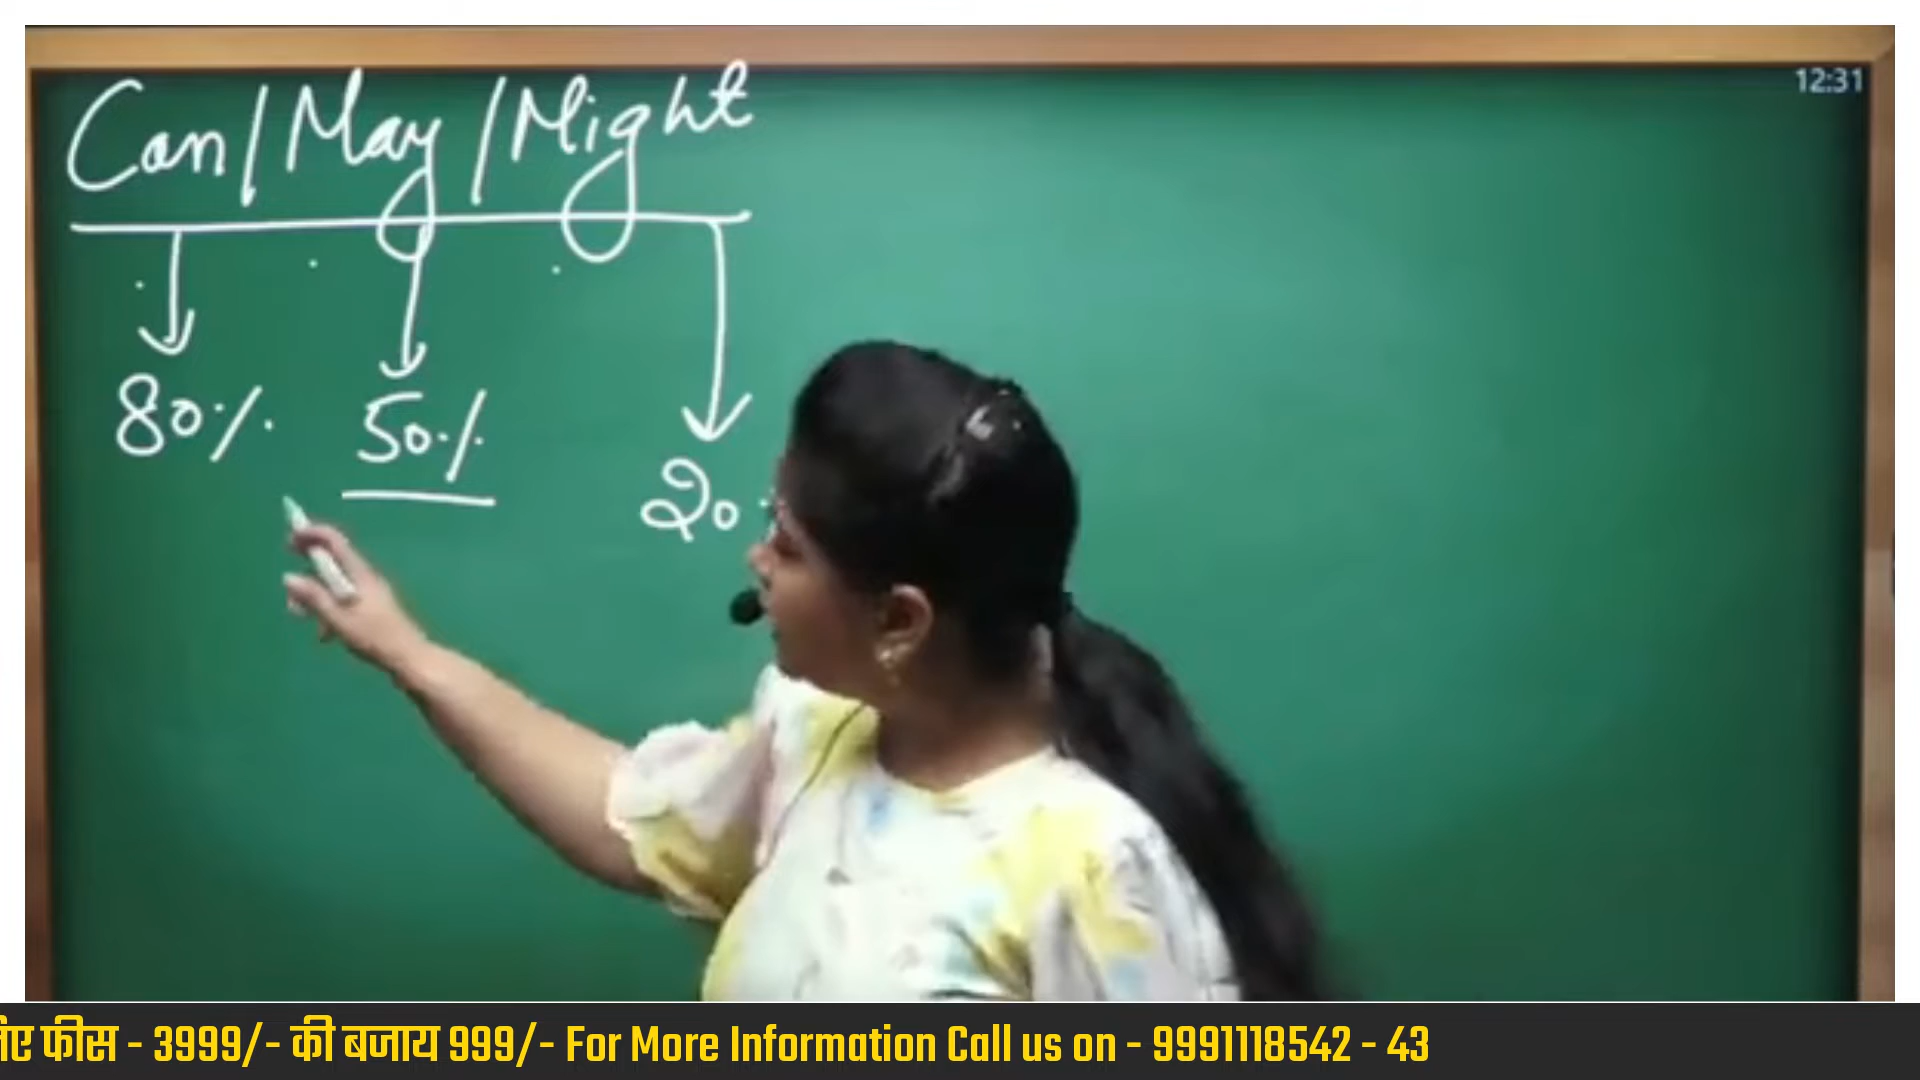 12:31
Can/May/Might
80% 50% 20
फीस - 3999/- की बजाय 999/- For More Information Call us on - 9991118542 - 43